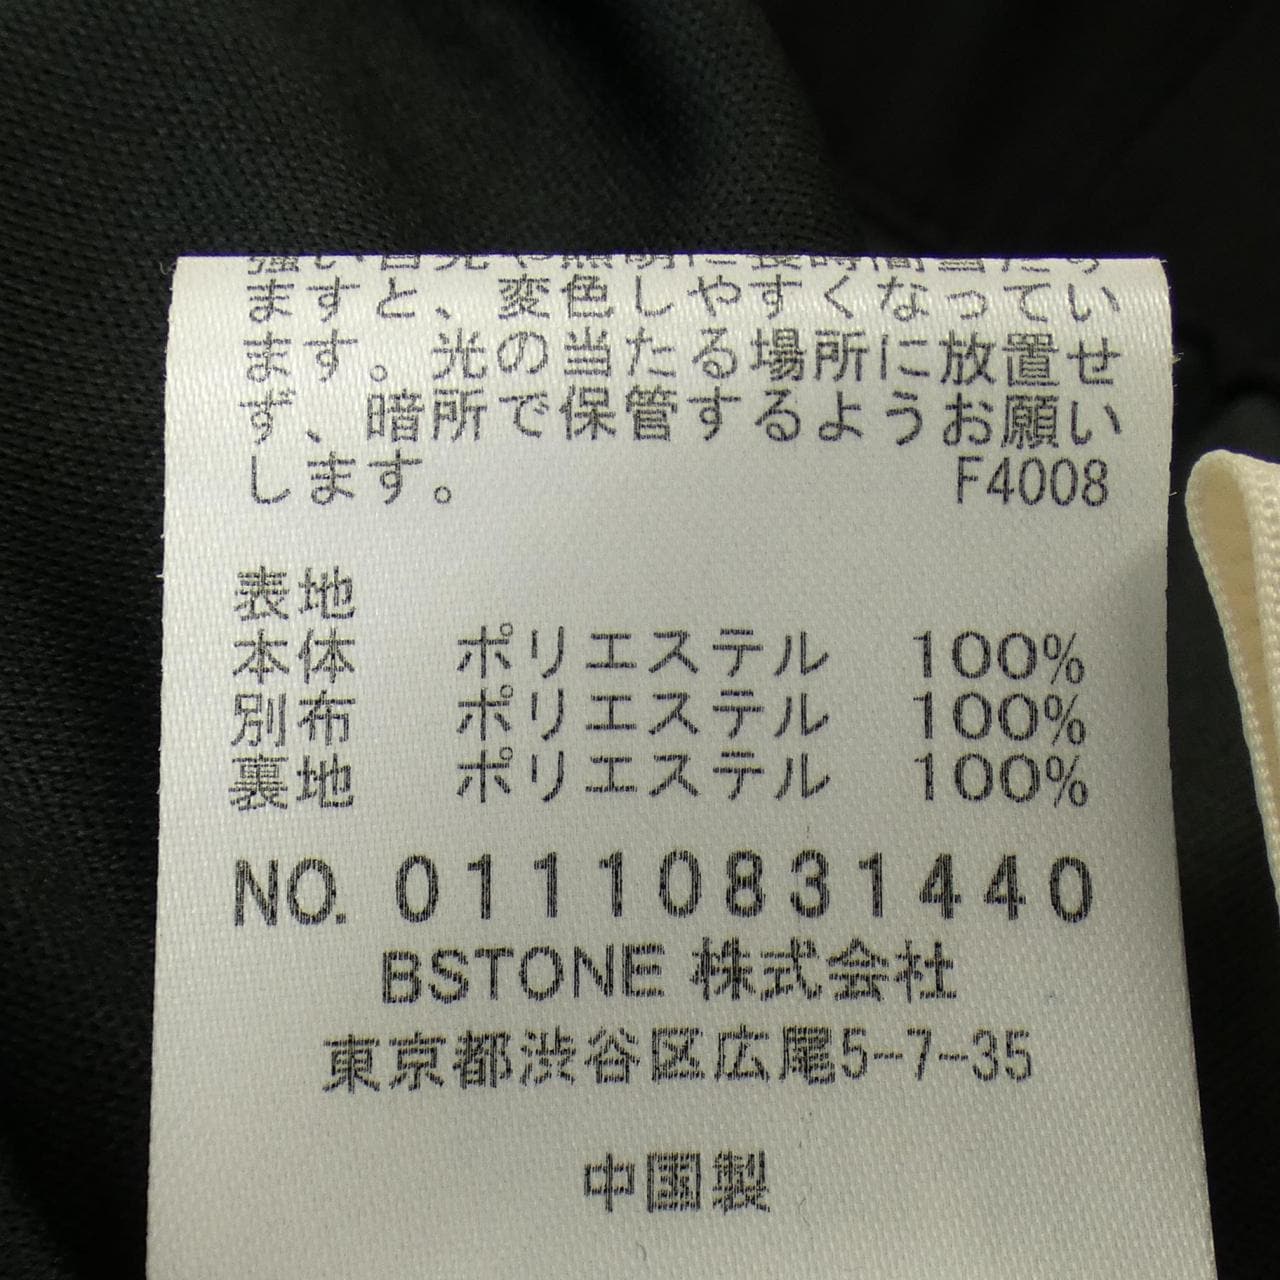 ますと、変色しやすくなってい
ます。光の当たる場所に放置せ
ず、暗所で保管するようお願い
します。 F4008
表地
本体 ポリエステル 100%
別布 ポリエステル 100%
裏地 ポリエステル 100%
NO. 01110831440
BSTONE 株式会社
東京都渋谷区広尾5-7-35
中国製